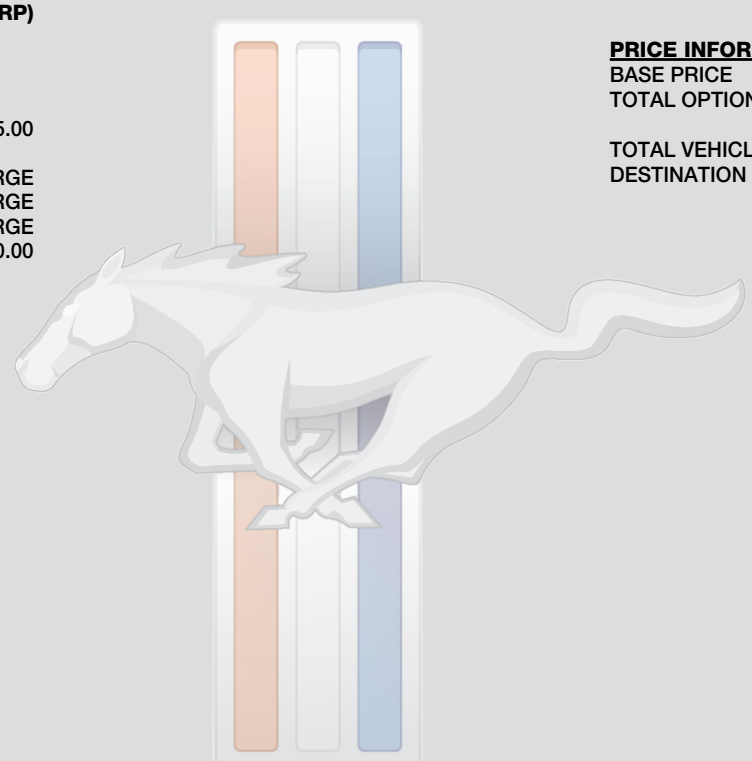 RP)
5.00
RGE
RGE
RGE
0.00
PRICE INFOR
BASE PRICE
TOTAL OPTION
TOTAL VEHICL
DESTINATION